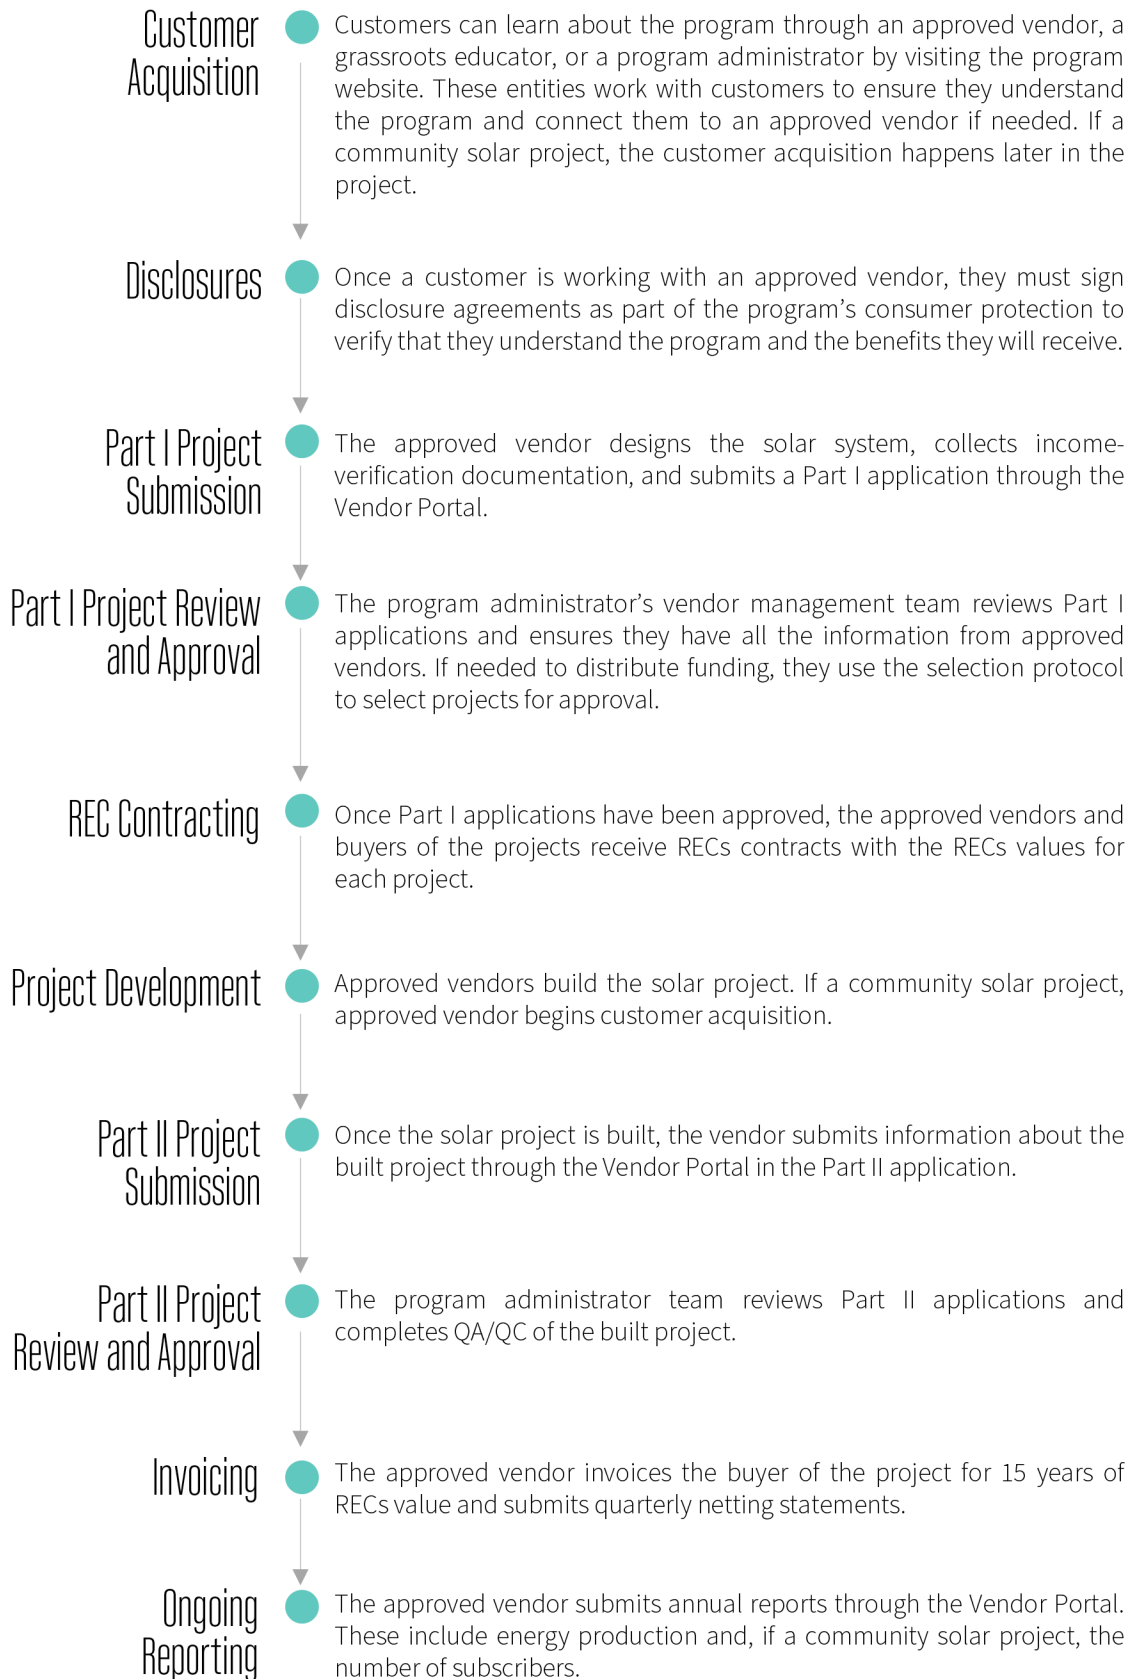 Customer
Acquisition
Customers can learn about the program through an approved vendor, a
grassroots educator, or a program administrator by visiting the program
website. These entities work with customers to ensure they understand
the program and connect them to an approved vendor if needed. If a
community solar project, the customer acquisition happens later in the
project.
Disclosures
Once a customer is working with an approved vendor, they must sign
disclosure agreements as part of the program’s consumer protection to
verify that they understand the program and the benefits they will receive.
Part I Project
Submission
The approved vendor designs the solar system, collects income-
verification documentation, and submits a Part I application through the
Vendor Portal.
Part I Project Review
and Approval
The program administrator’s vendor management team reviews Part I
applications and ensures they have all the information from approved
vendors. If needed to distribute funding, they use the selection protocol
to select projects for approval.
REC Contracting
Once Part I applications have been approved, the approved vendors and
buyers of the projects receive RECs contracts with the RECs values for
each project.
Project Development
Approved vendors build the solar project. If a community solar project,
approved vendor begins customer acquisition.
Part II Project
Submission
Once the solar project is built, the vendor submits information about the
built project through the Vendor Portal in the Part II application.
Part II Project
Review and Approval
The program administrator team reviews Part II applications and
completes QA/QC of the built project.
Invoicing
The approved vendor invoices the buyer of the project for 15 years of
RECs value and submits quarterly netting statements.
Ongoing
Reporting
The approved vendor submits annual reports through the Vendor Portal.
These include energy production and, if a community solar project, the
number of subscribers.